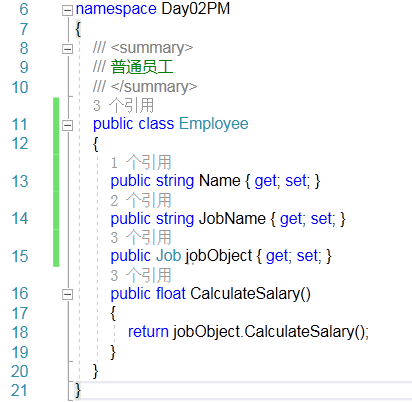 6 namespace Day02PM
7 {
8 /// <summary>
9 /// 普通员工
10 /// </summary>
3 个引用
11 public class Employee
12 {
1 个引用
13 public string Name { get; set; }
2 个引用
14 public string JobName { get; set; }
3 个引用
15 public Job jobObject { get; set; }
3 个引用
16 public float CalculateSalary()
17 {
18 return jobObject.CalculateSalary();
19 }
20 }
21 }